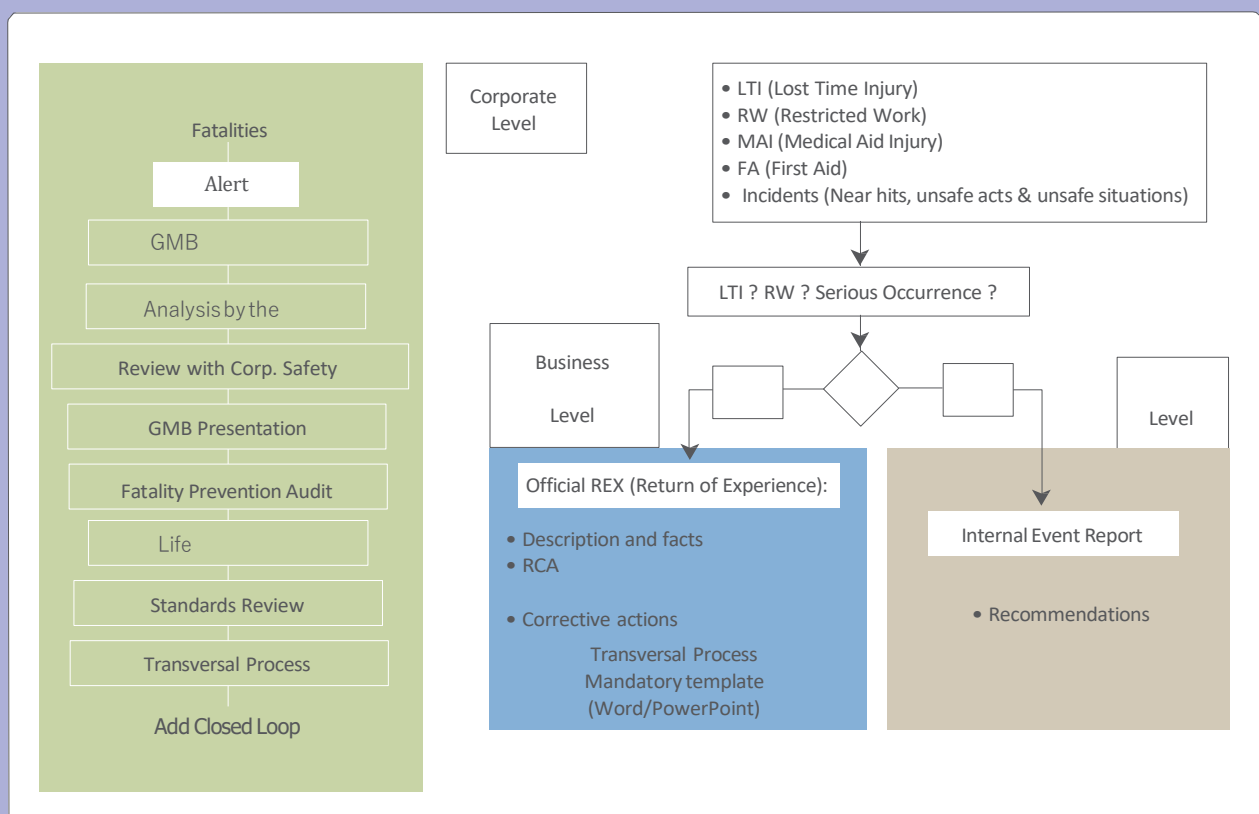 Fatalities
Alert
GMB
Analysis by the
Review with Corp. Safety
GMB Presentation
Fatality Prevention Audit
Life
Standards Review
Transversal Process
Add Closed Loop
Corporate
Level
• LTI (Lost Time Injury)
• RW (Restricted Work)
• MAI (Medical Aid Injury)
• FA (First Aid)
• Incidents (Near hits, unsafe acts & unsafe situations)
LTI ? RW ? Serious Occurrence ?
Business
Level
Official REX (Return of Experience):
• Description and facts
• RCA
• Corrective actions
Transversal Process
Mandatory template
(Word/PowerPoint)
Level
Internal Event Report
• Recommendations